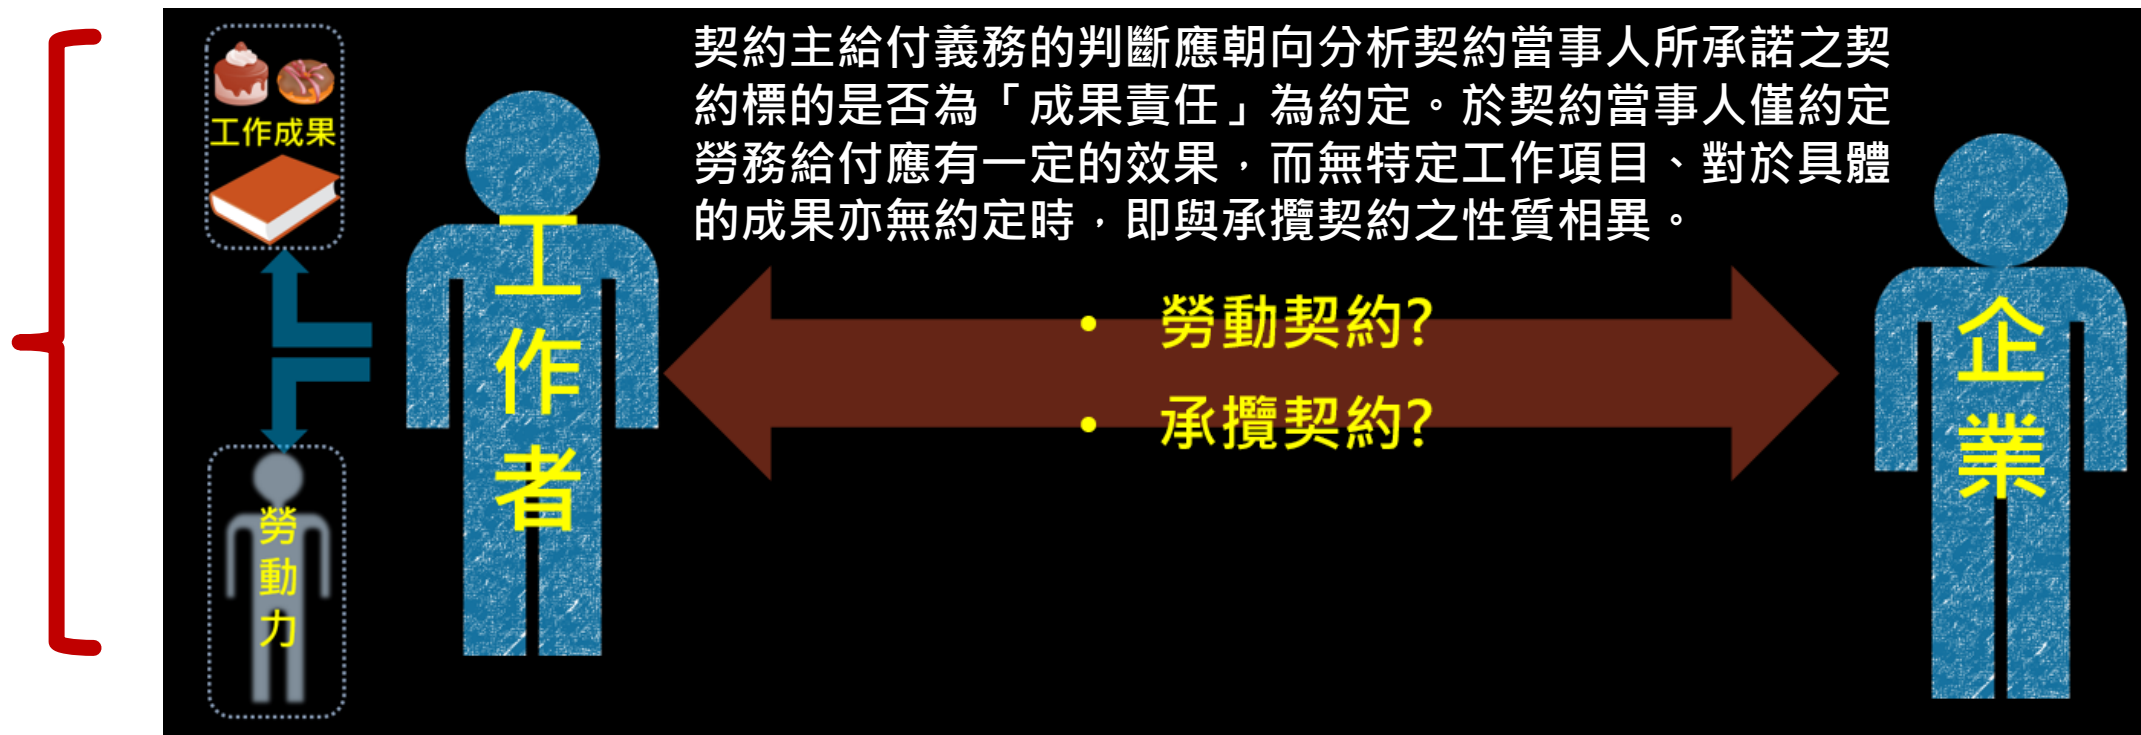 契約主給付義務的判斷應朝向分析契約當事人所承諾之契
約標的是否為「成果責任」為約定。於契約當事人僅約定
勞務給付應有一定的效果，而無特定工作項目、對於具體
的成果亦無約定時，即與承攬契約之性質相異。
工作成果
勞動力
工作者
• 勞動契約?
• 承攬契約?
企業